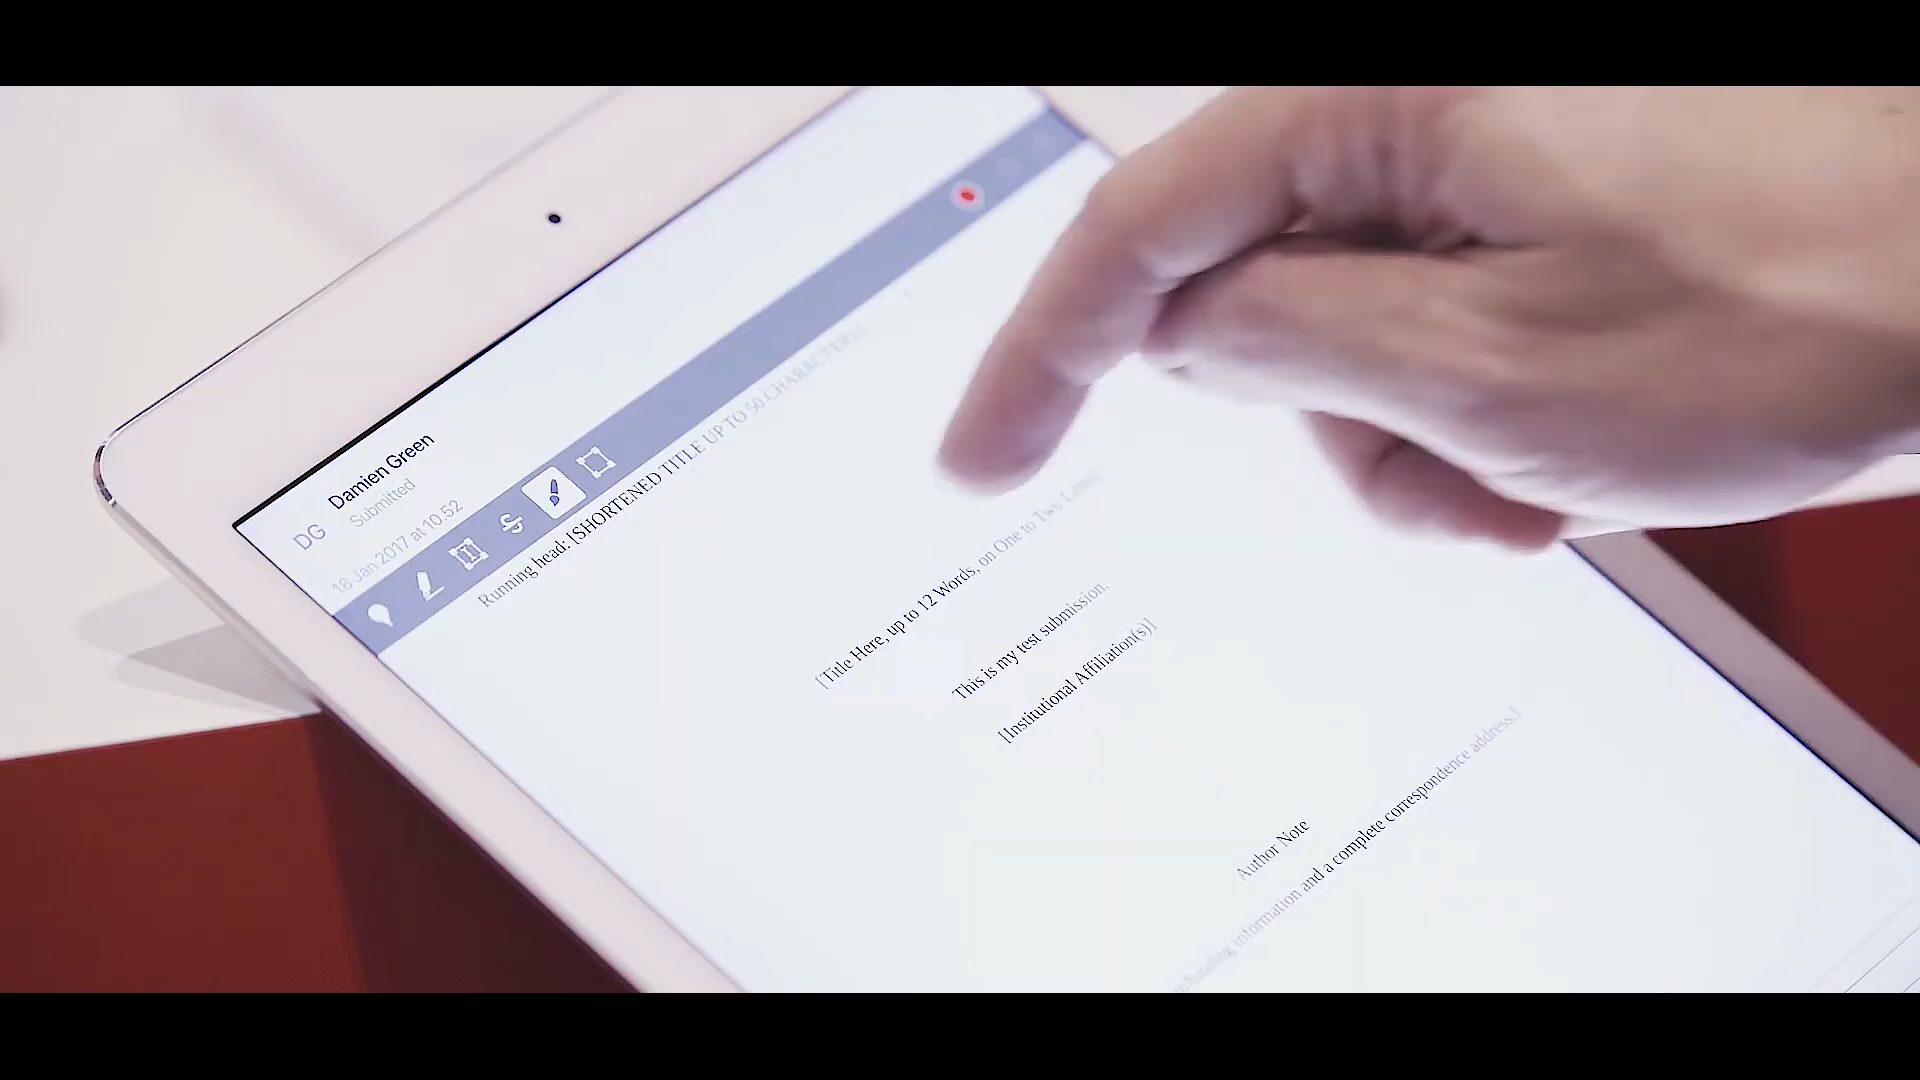 DG
Damien Green
Submitted
18 Jan 2017 at 10.52
Running head: [SHORTENED TITLE UP TO 50 CHARACTERS]
[Title Here, up to 12 Words, on One to Two Lines]
This is my test submission.
[Institutional Affiliation(s)]
Author Note
funding information and a complete correspondence address.]